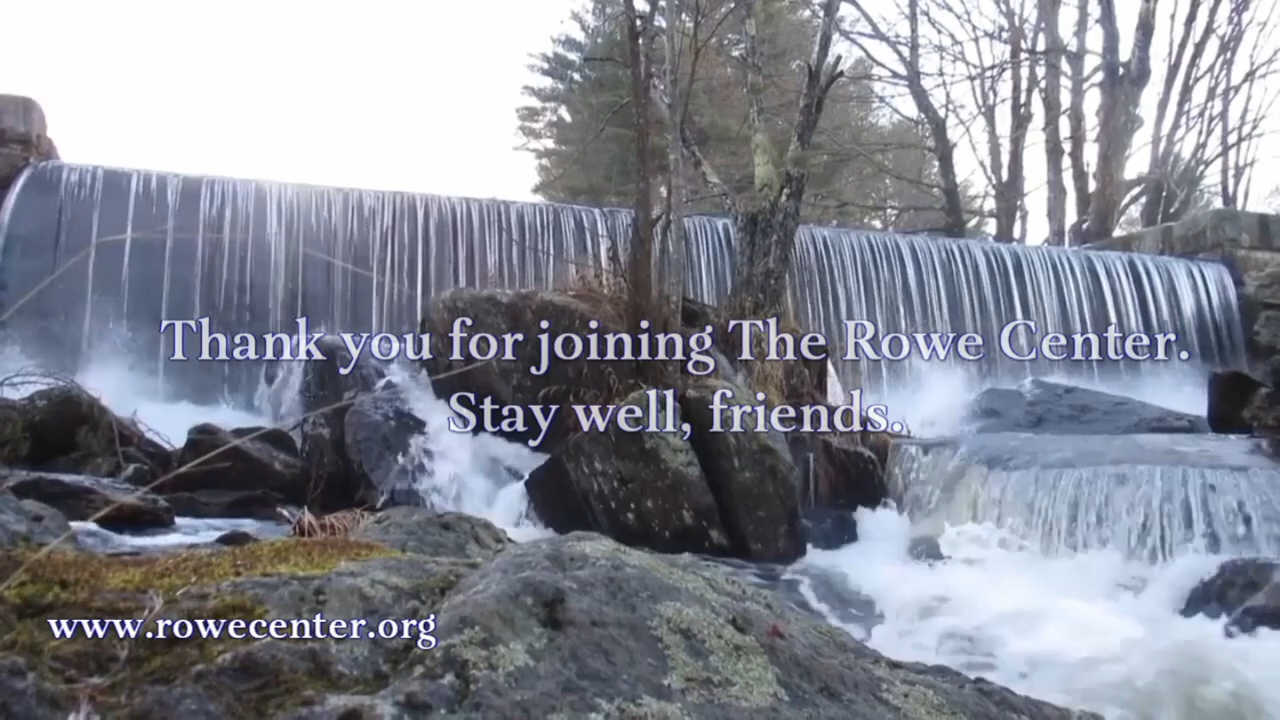 Thank you for joining The Rowe Center.
Stay well, friends.
www.rowecenter.org